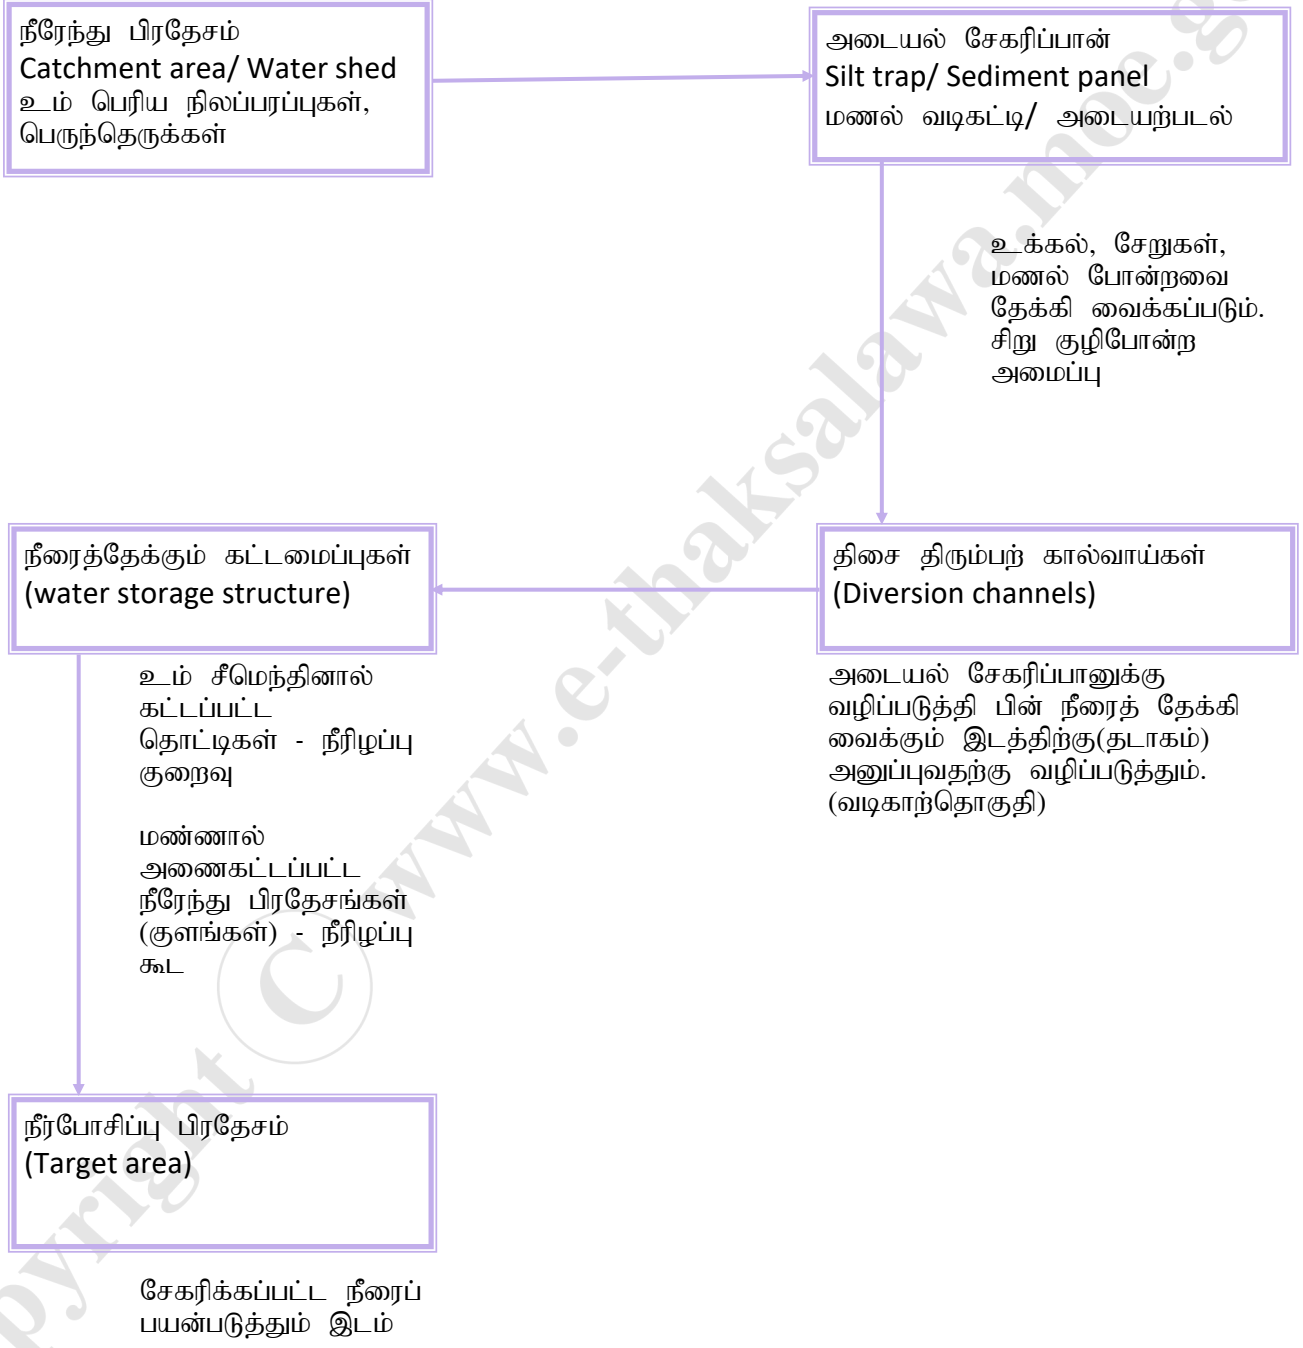 நீரேந்து பிரதேசம்
Catchment area/ Water shed
உம் பெரிய நிலப்பரப்புகள்,
பெருந்தெருக்கள்
அடையல் சேகரிப்பான்
Silt trap/ Sediment panel
மணல் வடிகட்டி/ அடையற்படல்
உக்கல், சேறுகள்,
மணல் போன்றவை
தேக்கி வைக்கப்படும்.
சிறு குழிபோன்ற
அமைப்பு
திசை திரும்பற் கால்வாய்கள்
(Diversion channels)
அடையல் சேகரிப்பானுக்கு
வழிப்படுத்தி பின் நீரைத் தேக்கி
வைக்கும் இடத்திற்கு(தடாகம்)
அனுப்புவதற்கு வழிப்படுத்தும்.
(வடிகாற்தொகுதி)
நீரைத்தேக்கும் கட்டமைப்புகள்
(water storage structure)
உம் சீமெந்தினால்
கட்டப்பட்ட
தொட்டிகள் - நீரிழப்பு
குறைவு
மண்ணால்
அணைகட்டப்பட்ட
நீரேந்து பிரதேசங்கள்
(குளங்கள்) - நீரிழப்பு
கூட
நீர்போசிப்பு பிரதேசம்
(Target area)
சேகரிக்கப்பட்ட நீரைப்
பயன்படுத்தும் இடம்
pyright © www.e-thaksalawa.moe.g